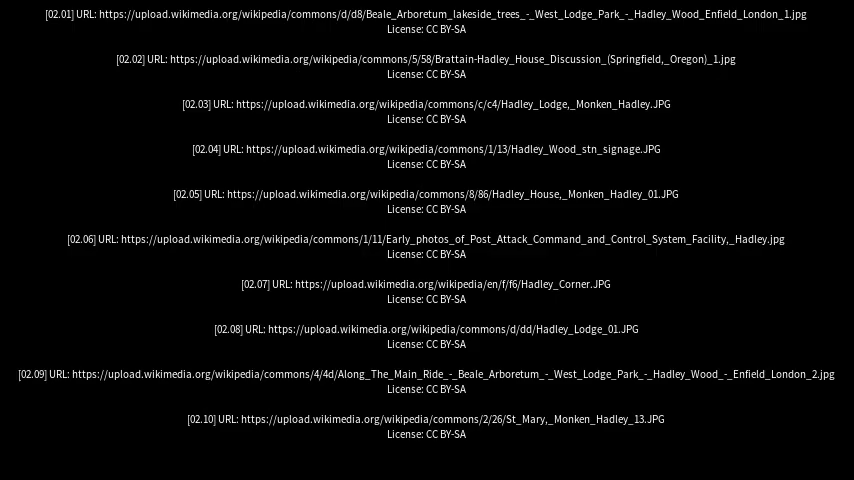 [02.01] URL: https://upload.wikimedia.org/wikipedia/commons/d/d8/Beale_Arboretum_lakeside_trees_-_West_Lodge_Park_-_Hadley_Wood_Enfield_London_1.jpg
License: CC BY-SA
[02.02] URL: https://upload.wikimedia.org/wikipedia/commons/5/58/Brattain-Hadley_House_Discussion_(Springfield,_Oregon)_1.jpg
License: CC BY-SA
[02.03] URL: https://upload.wikimedia.org/wikipedia/commons/c/c4/Hadley_Lodge,_Monken_Hadley.JPG
License: CC BY-SA
[02.04] URL: https://upload.wikimedia.org/wikipedia/commons/1/13/Hadley_Wood_stn_signage.JPG
License: CC BY-SA
[02.05] URL: https://upload.wikimedia.org/wikipedia/commons/8/86/Hadley_House,_Monken_Hadley_01.JPG
License: CC BY-SA
[02.06] URL: https://upload.wikimedia.org/wikipedia/commons/1/11/Early_photos_of_Post_Attack_Command_and_Control_System_Facility,_Hadley.jpg
License: CC BY-SA
[02.07] URL: https://upload.wikimedia.org/wikipedia/en/f/f6/Hadley_Corner.JPG
License: CC BY-SA
[02.08] URL: https://upload.wikimedia.org/wikipedia/commons/d/dd/Hadley_Lodge_01.JPG
License: CC BY-SA
[02.09] URL: https://upload.wikimedia.org/wikipedia/commons/4/4d/Along_The_Main_Ride_-_Beale_Arboretum_-_West_Lodge_Park_-_Hadley_Wood_-_Enfield_London_2.jpg
License: CC BY-SA
[02.10] URL: https://upload.wikimedia.org/wikipedia/commons/2/26/St_Mary,_Monken_Hadley_13.JPG
License: CC BY-SA